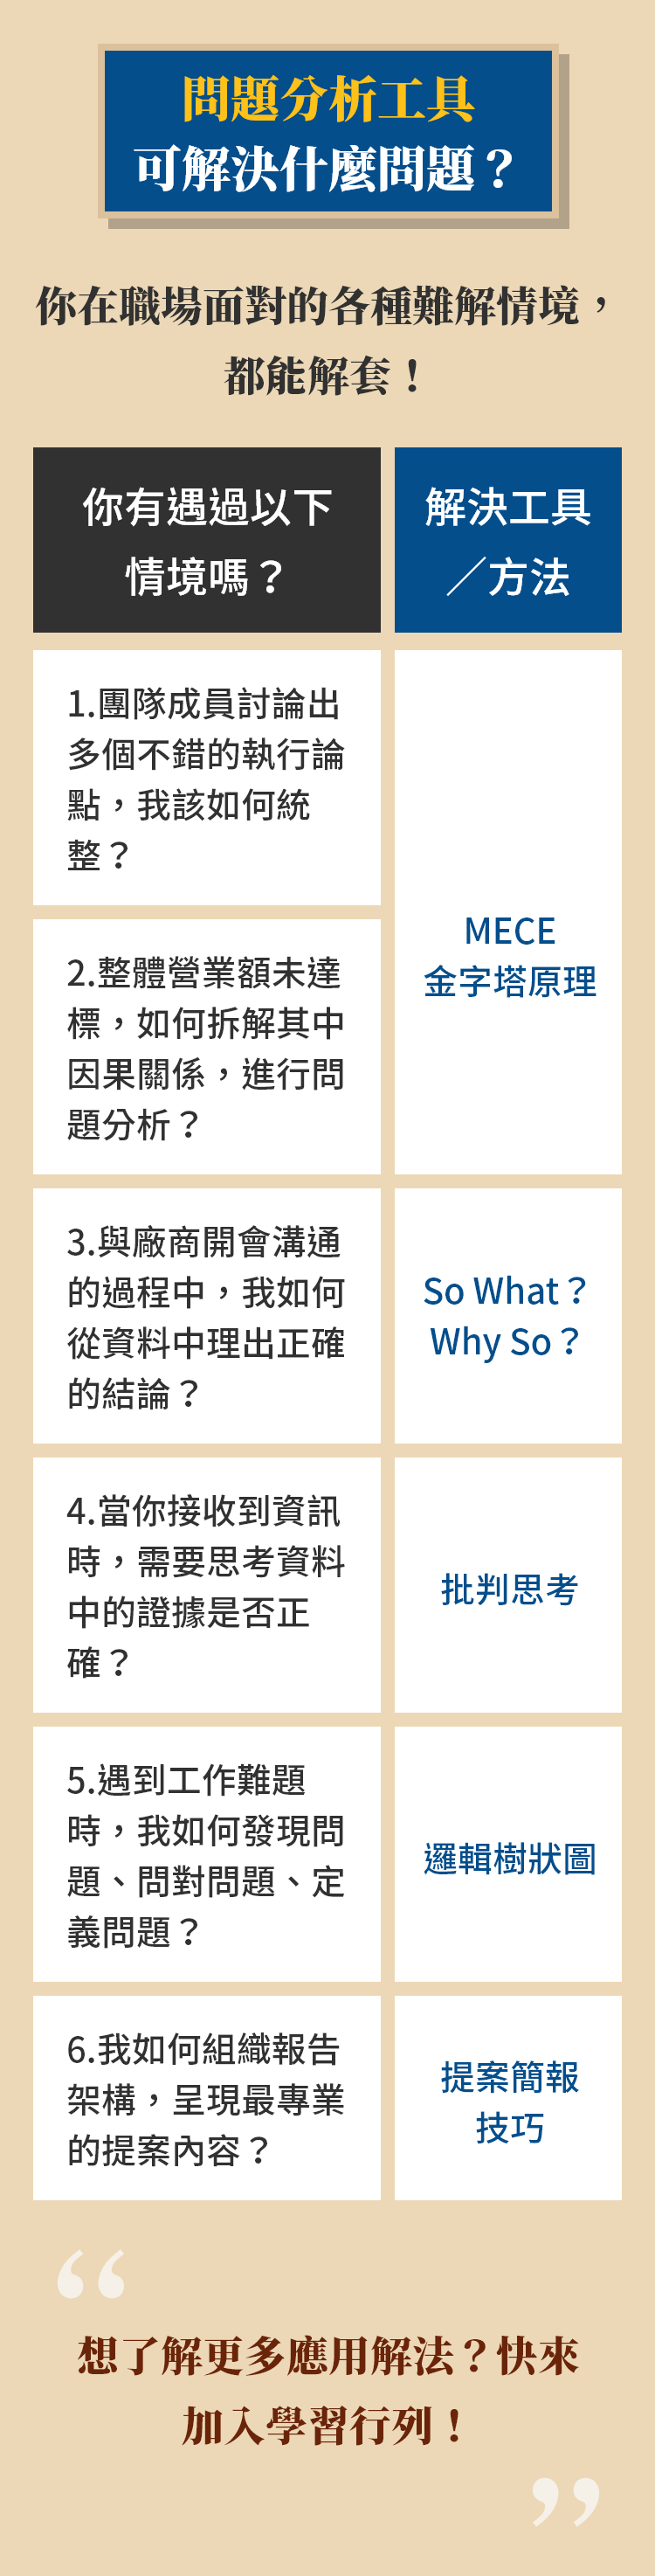 問題分析工具
可解決什麼問題？
你在職場面對的各種難解情境，
都能解套！
你有遇過以下
情境嗎？
解決工具
／方法
1.團隊成員討論出
多個不錯的執行論
點，我該如何統
整？
2.整體營業額未達
標，如何拆解其中
因果關係，進行問
題分析？
MECE
金字塔原理
3.與廠商開會溝通
的過程中，我如何
從資料中理出正確
的結論？
So What？
Why So？
4.當你接收到資訊
時，需要思考資料
中的證據是否正
確？
批判思考
5.遇到工作難題
時，我如何發現問
題、問對問題、定
義問題？
邏輯樹狀圖
6.我如何組織報告
架構，呈現最專業
的提案內容？
提案簡報
技巧
“
想了解更多應用解法？快來
加入學習行列！
”